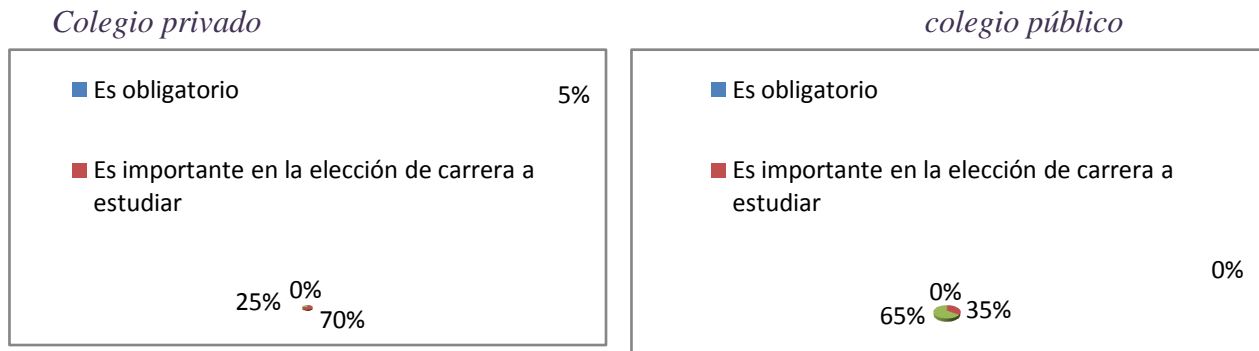 Colegio privado
colegio público
Es obligatorio
5%
Es importante en la elección de carrera a
estudiar
0%
25%
70%
Es obligatorio
Es importante en la elección de carrera a
estudiar
0%
0%
65%
35%